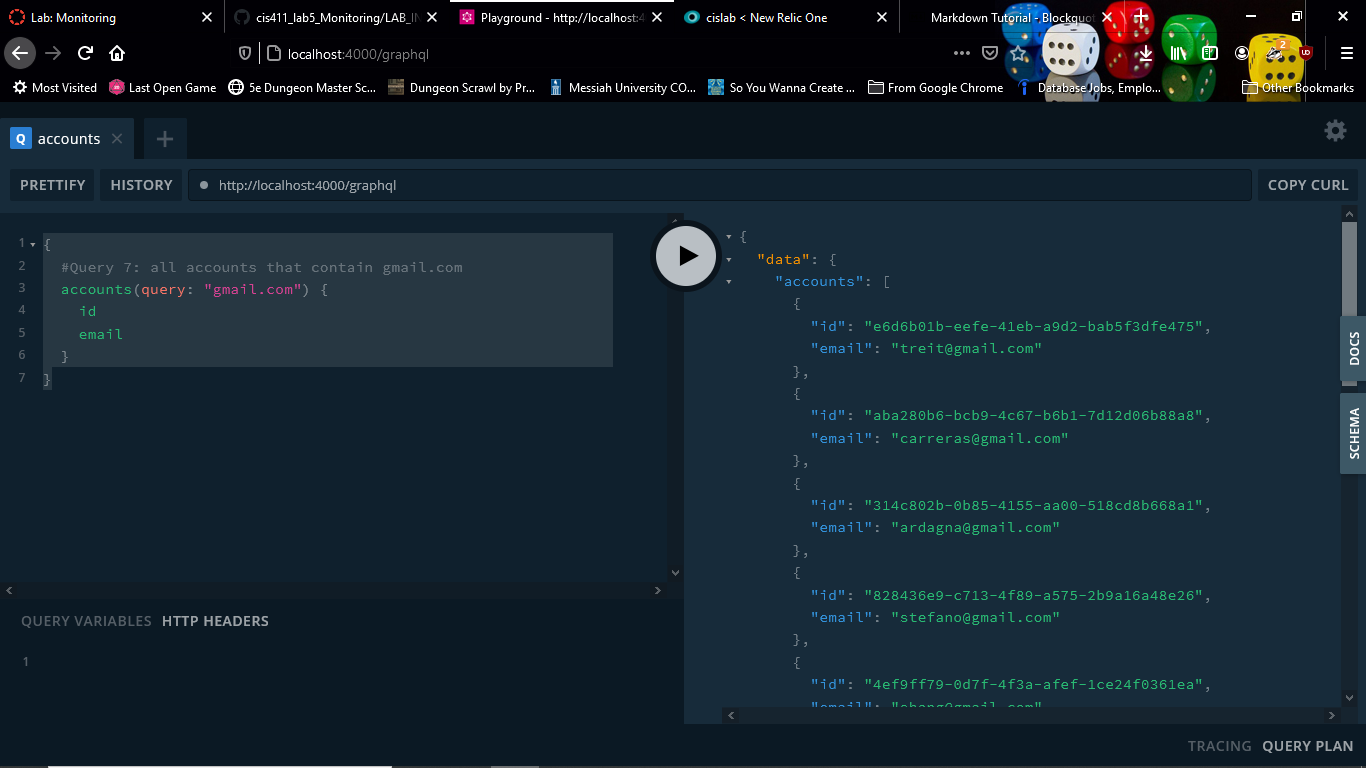 Lab: Monitoring
cis411_lab5_Monitoring/LAB_IN
Playground - http://localhost:4
cislab < New Relic One
Markdown Tutorial - Blockquot
localhost:4000/graphql
2
Most Visited
Last Open Game
5e Dungeon Master Sc...
Dungeon Scrawl by Pr...
Messiah University CO...
So You Wanna Create ...
From Google Chrome
Database Jobs, Emplo...
Other Bookmarks
Q accounts
PRETTIFY
HISTORY
http://localhost:4000/graphql
COPY CURL
1 {
2 #Query 7: all accounts that contain gmail.com
3 accounts(query: "gmail.com") {
4 id
5 email
6 }
7 }
{
"data": {
"accounts": [
{
"id": "e6d6b01b-eefe-41eb-a9d2-bab5f3dfe475",
"email": "treit@gmail.com"
},
{
"id": "aba280b6-bcb9-4c67-b6b1-7d12d06b88a8",
"email": "carreras@gmail.com"
},
{
"id": "314c802b-0b85-4155-aa00-518cd8b668a1",
"email": "ardagna@gmail.com"
},
{
"id": "828436e9-c713-4f89-a575-2b9a16a48e26",
"email": "stefano@gmail.com"
},
{
"id": "4ef9ff79-0d7f-4f3a-afef-1ce24f0361ea",
DOCS
SCHEMA
QUERY VARIABLES
HTTP HEADERS
1
TRACING
QUERY PLAN